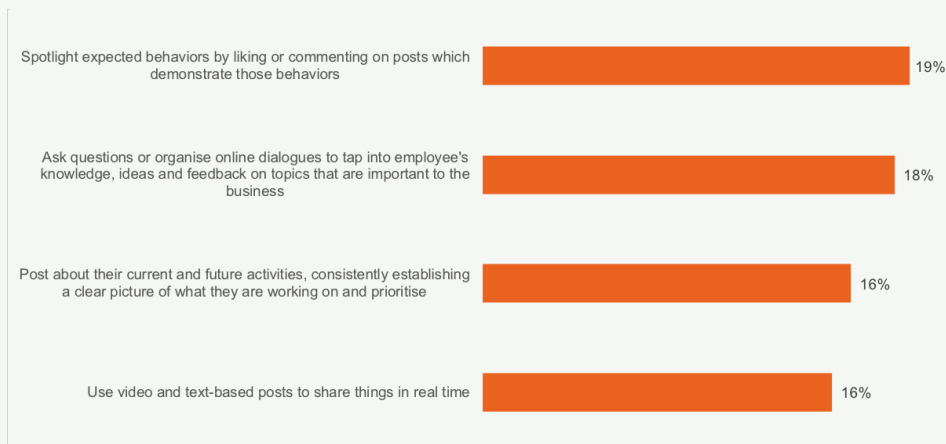 Spotlight expected behaviors by liking or commenting on posts which
demonstrate those behaviors
19%
Ask questions or organise online dialogues to tap into employee's
knowledge, ideas and feedback on topics that are important to the
business
18%
Post about their current and future activities, consistently establishing
a clear picture of what they are working on and prioritise
16%
Use video and text-based posts to share things in real time
16%